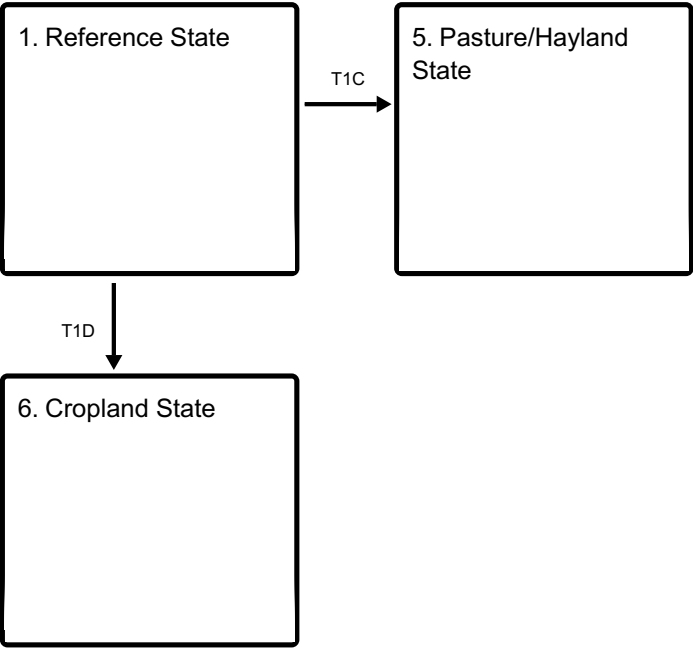 1. Reference State
5. Pasture/Hayland
State
T1C
T1D
6. Cropland State